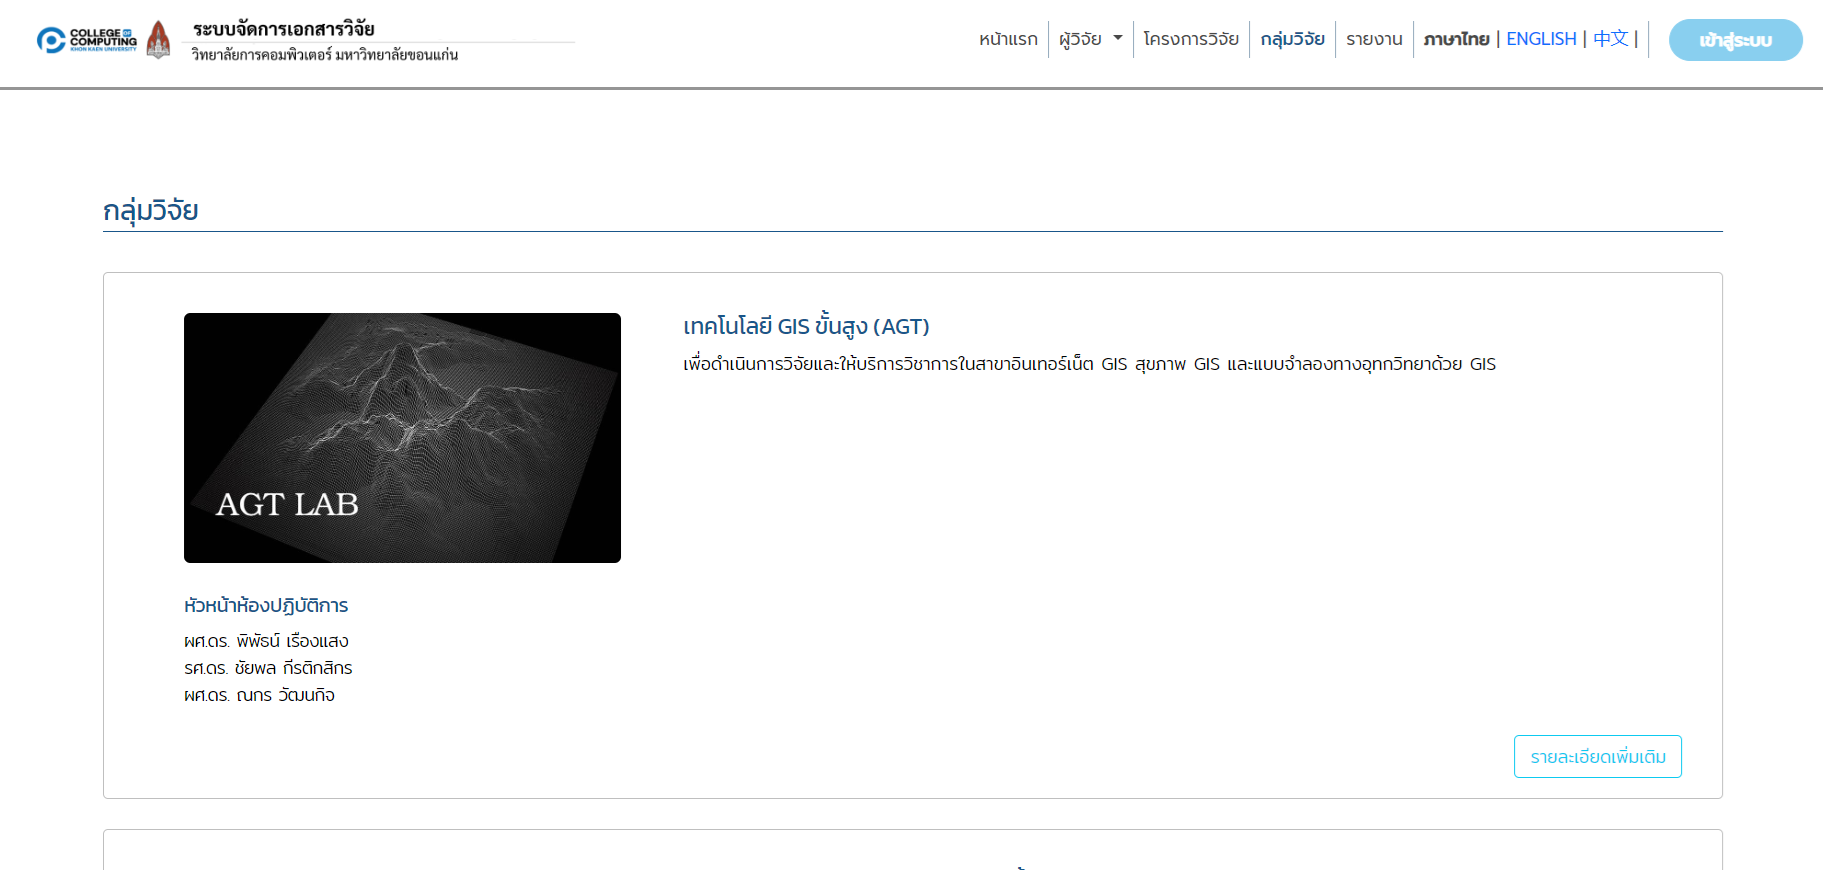 COLLEGE OF
COMPUTING
KHON KAEN UNIVERSITY
ระบบจัดการเอกสารวิจัย
วิทยาลัยการคอมพิวเตอร์ มหาวิทยาลัยขอนแก่น
หน้าแรก ผู้วิจัย โครงการวิจัย กลุ่มวิจัย รายงาน ภาษาไทย | ENGLISH | 中文 | เข้าสู่ระบบ
กลุ่มวิจัย
AGT LAB
เทคโนโลยี GIS ขั้นสูง (AGT)
เพื่อดำเนินการวิจัยและให้บริการวิชาการในสาขาอินเทอร์เน็ต GIS สุขภาพ GIS และแบบจำลองทางอุทกวิทยาด้วย GIS
หัวหน้าห้องปฏิบัติการ
ผศ.ดร. พิพัธน์ เรืองแสง
รศ.ดร. ชัยพล กีรติกสิกร
ผศ.ดร. ณกร วัฒนกิจ
รายละเอียดเพิ่มเติม